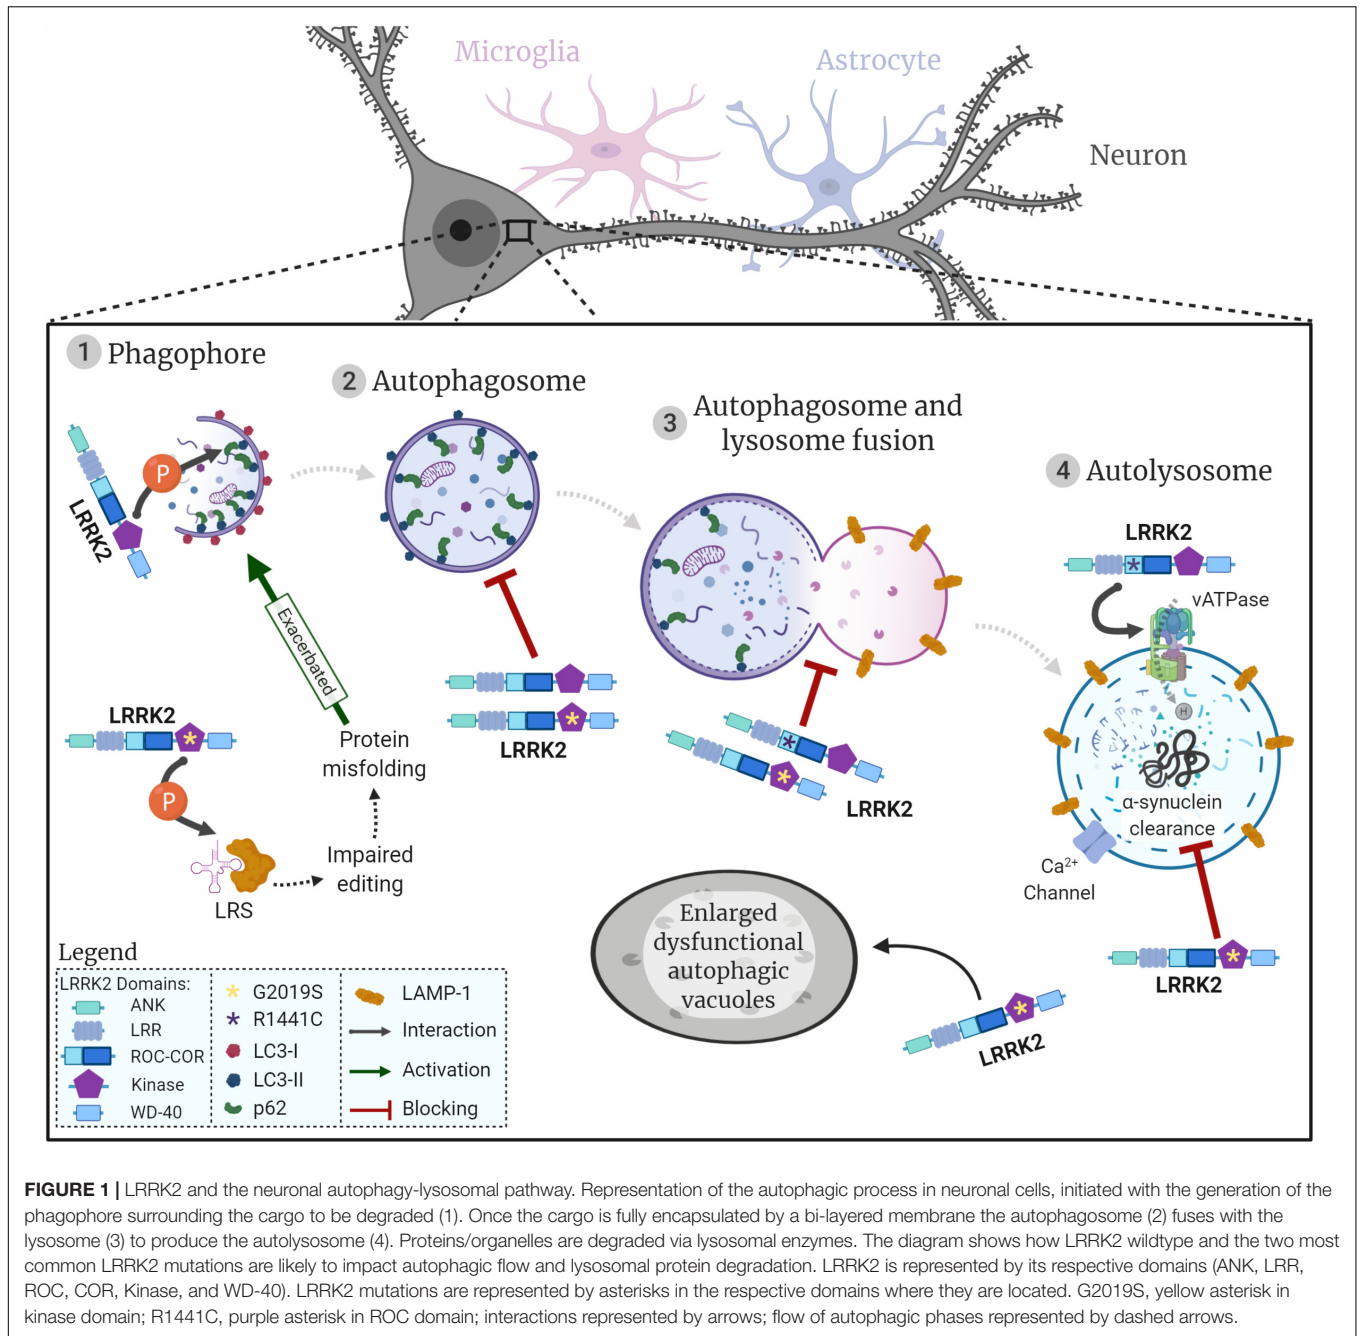 Microglia
Astrocyte
Neuron
1 Phagophore
2 Autophagosome
3 Autophagosome and
lysosome fusion
4 Autolysosome
LRRK2
P
Exacerbated
LRRK2
P
LRS
Impaired
editing
Protein
misfolding
LRRK2
LRRK2
LRRK2
vATPase
H
α-synuclein
clearance
Ca2+
Channel
LRRK2
Enlarged
dysfunctional
autophagic
vacuoles
LRRK2
Legend
LRRK2 Domains:
ANK
LRR
ROC-COR
Kinase
WD-40
G2019S
R1441C
LC3-I
LC3-II
p62
LAMP-1
Interaction
Activation
Blocking
FIGURE 1 | LRRK2 and the neuronal autophagy-lysosomal pathway. Representation of the autophagic process in neuronal cells, initiated with the generation of the
phagophore surrounding the cargo to be degraded (1). Once the cargo is fully encapsulated by a bi-layered membrane the autophagosome (2) fuses with the
lysosome (3) to produce the autolysosome (4). Proteins/organelles are degraded via lysosomal enzymes. The diagram shows how LRRK2 wildtype and the two most
common LRRK2 mutations are likely to impact autophagic flow and lysosomal protein degradation. LRRK2 is represented by its respective domains (ANK, LRR,
ROC, COR, Kinase, and WD-40). LRRK2 mutations are represented by asterisks in the respective domains where they are located. G2019S, yellow asterisk in
kinase domain; R1441C, purple asterisk in ROC domain; interactions represented by arrows; flow of autophagic phases represented by dashed arrows.